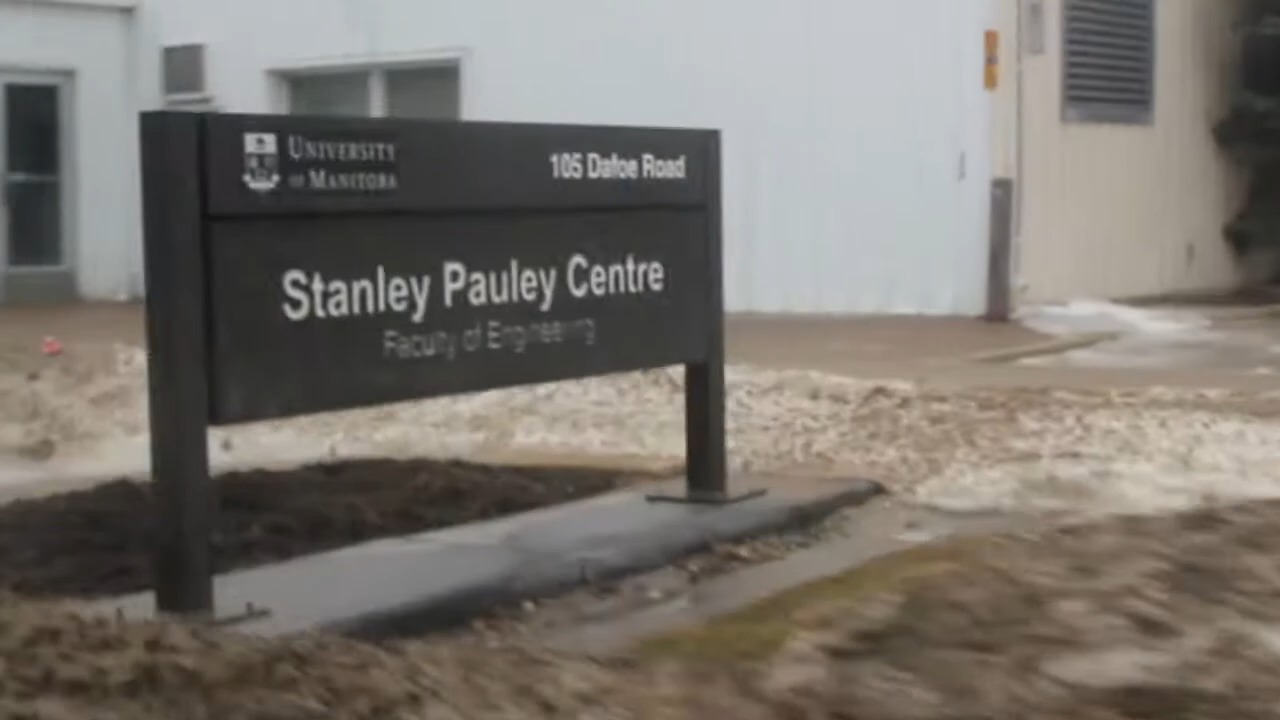 UNIVERSITY
OF MANITOBA
105 Dafoe Road
Stanley Pauley Centre
Faculty of Engineering